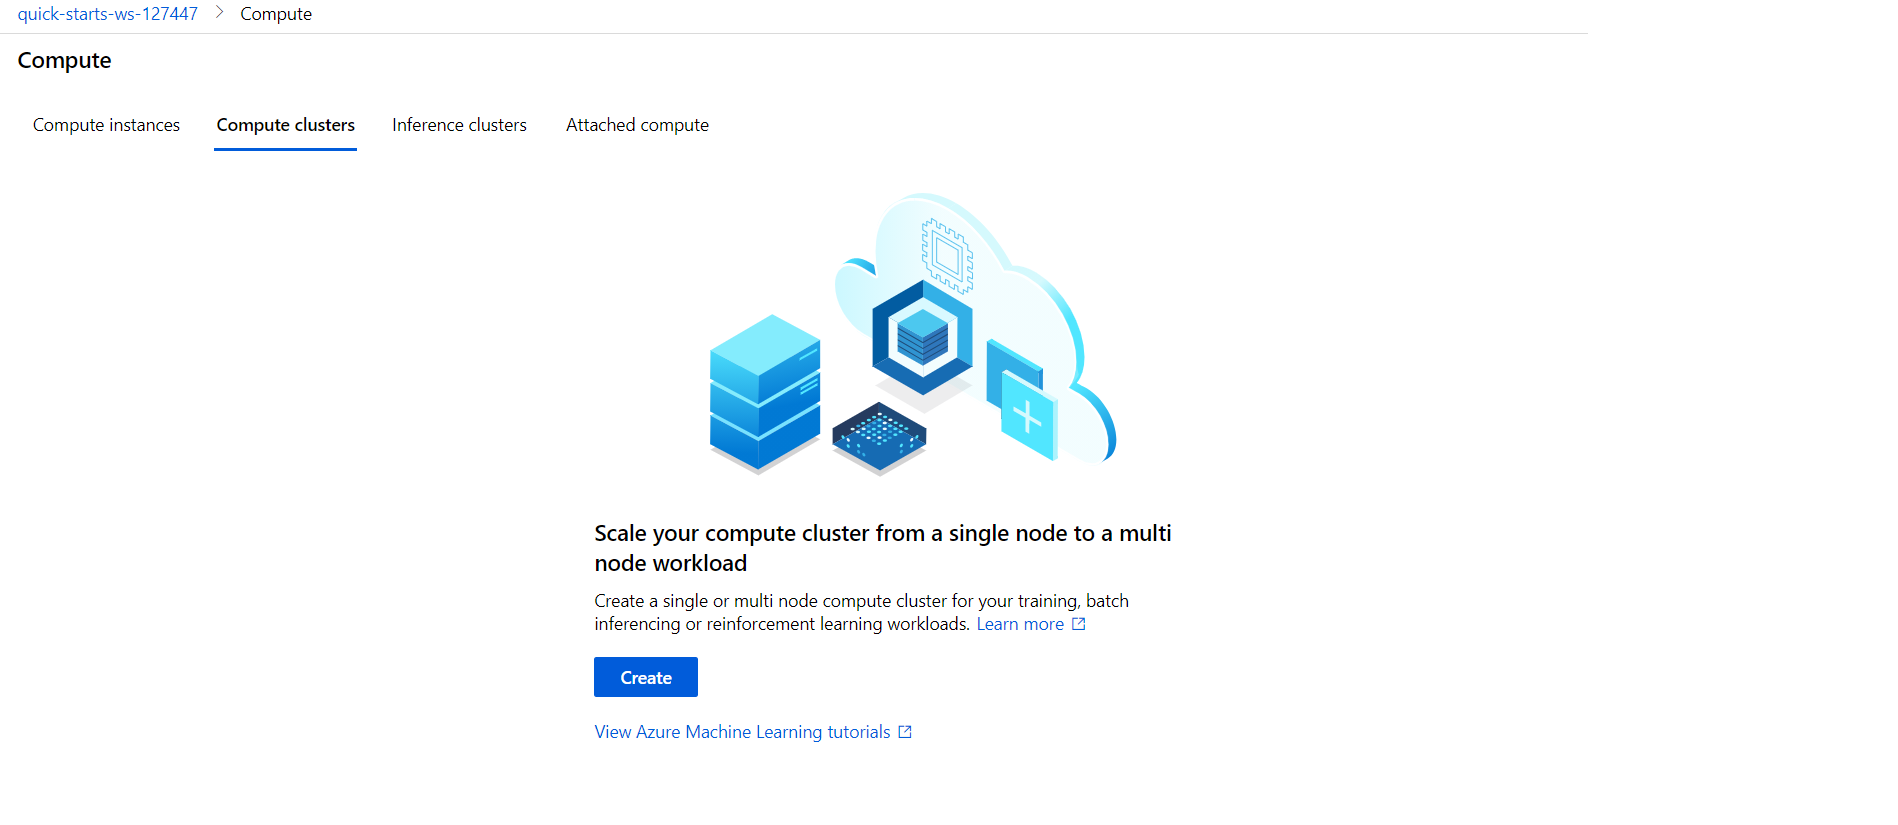 quick-starts-ws-127447 > Compute
Compute
Compute instances Compute clusters Inference clusters Attached compute
Scale your compute cluster from a single node to a multi
node workload
Create a single or multi node compute cluster for your training, batch
inferencing or reinforcement learning workloads. Learn more
Create
View Azure Machine Learning tutorials